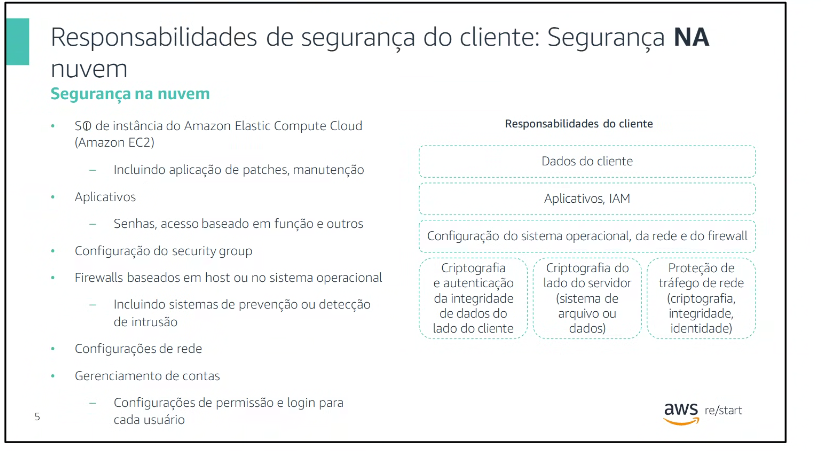 Responsabilidades de segurança do cliente: Segurança NA
nuvem
Segurança na nuvem
• SO de instância do Amazon Elastic Compute Cloud
(Amazon EC2)
– Incluindo aplicação de patches, manutenção
• Aplicativos
– Senhas, acesso baseado em função e outros
• Configuração do security group
• Firewalls baseados em host ou no sistema operacional
– Incluindo sistemas de prevenção ou detecção
de intrusão
• Configurações de rede
• Gerenciamento de contas
– Configurações de permissão e login para
cada usuário
Responsabilidades do cliente
Dados do cliente
Aplicativos, IAM
Configuração do sistema operacional, da rede e do firewall
Criptografia
e autenticação
da integridade
de dados do
lado do cliente
Criptografia do
lado do servidor
(sistema de
arquivo ou
dados)
Proteção de
tráfego de rede
(criptografia,
integridade,
identidade)
5
aws re/start